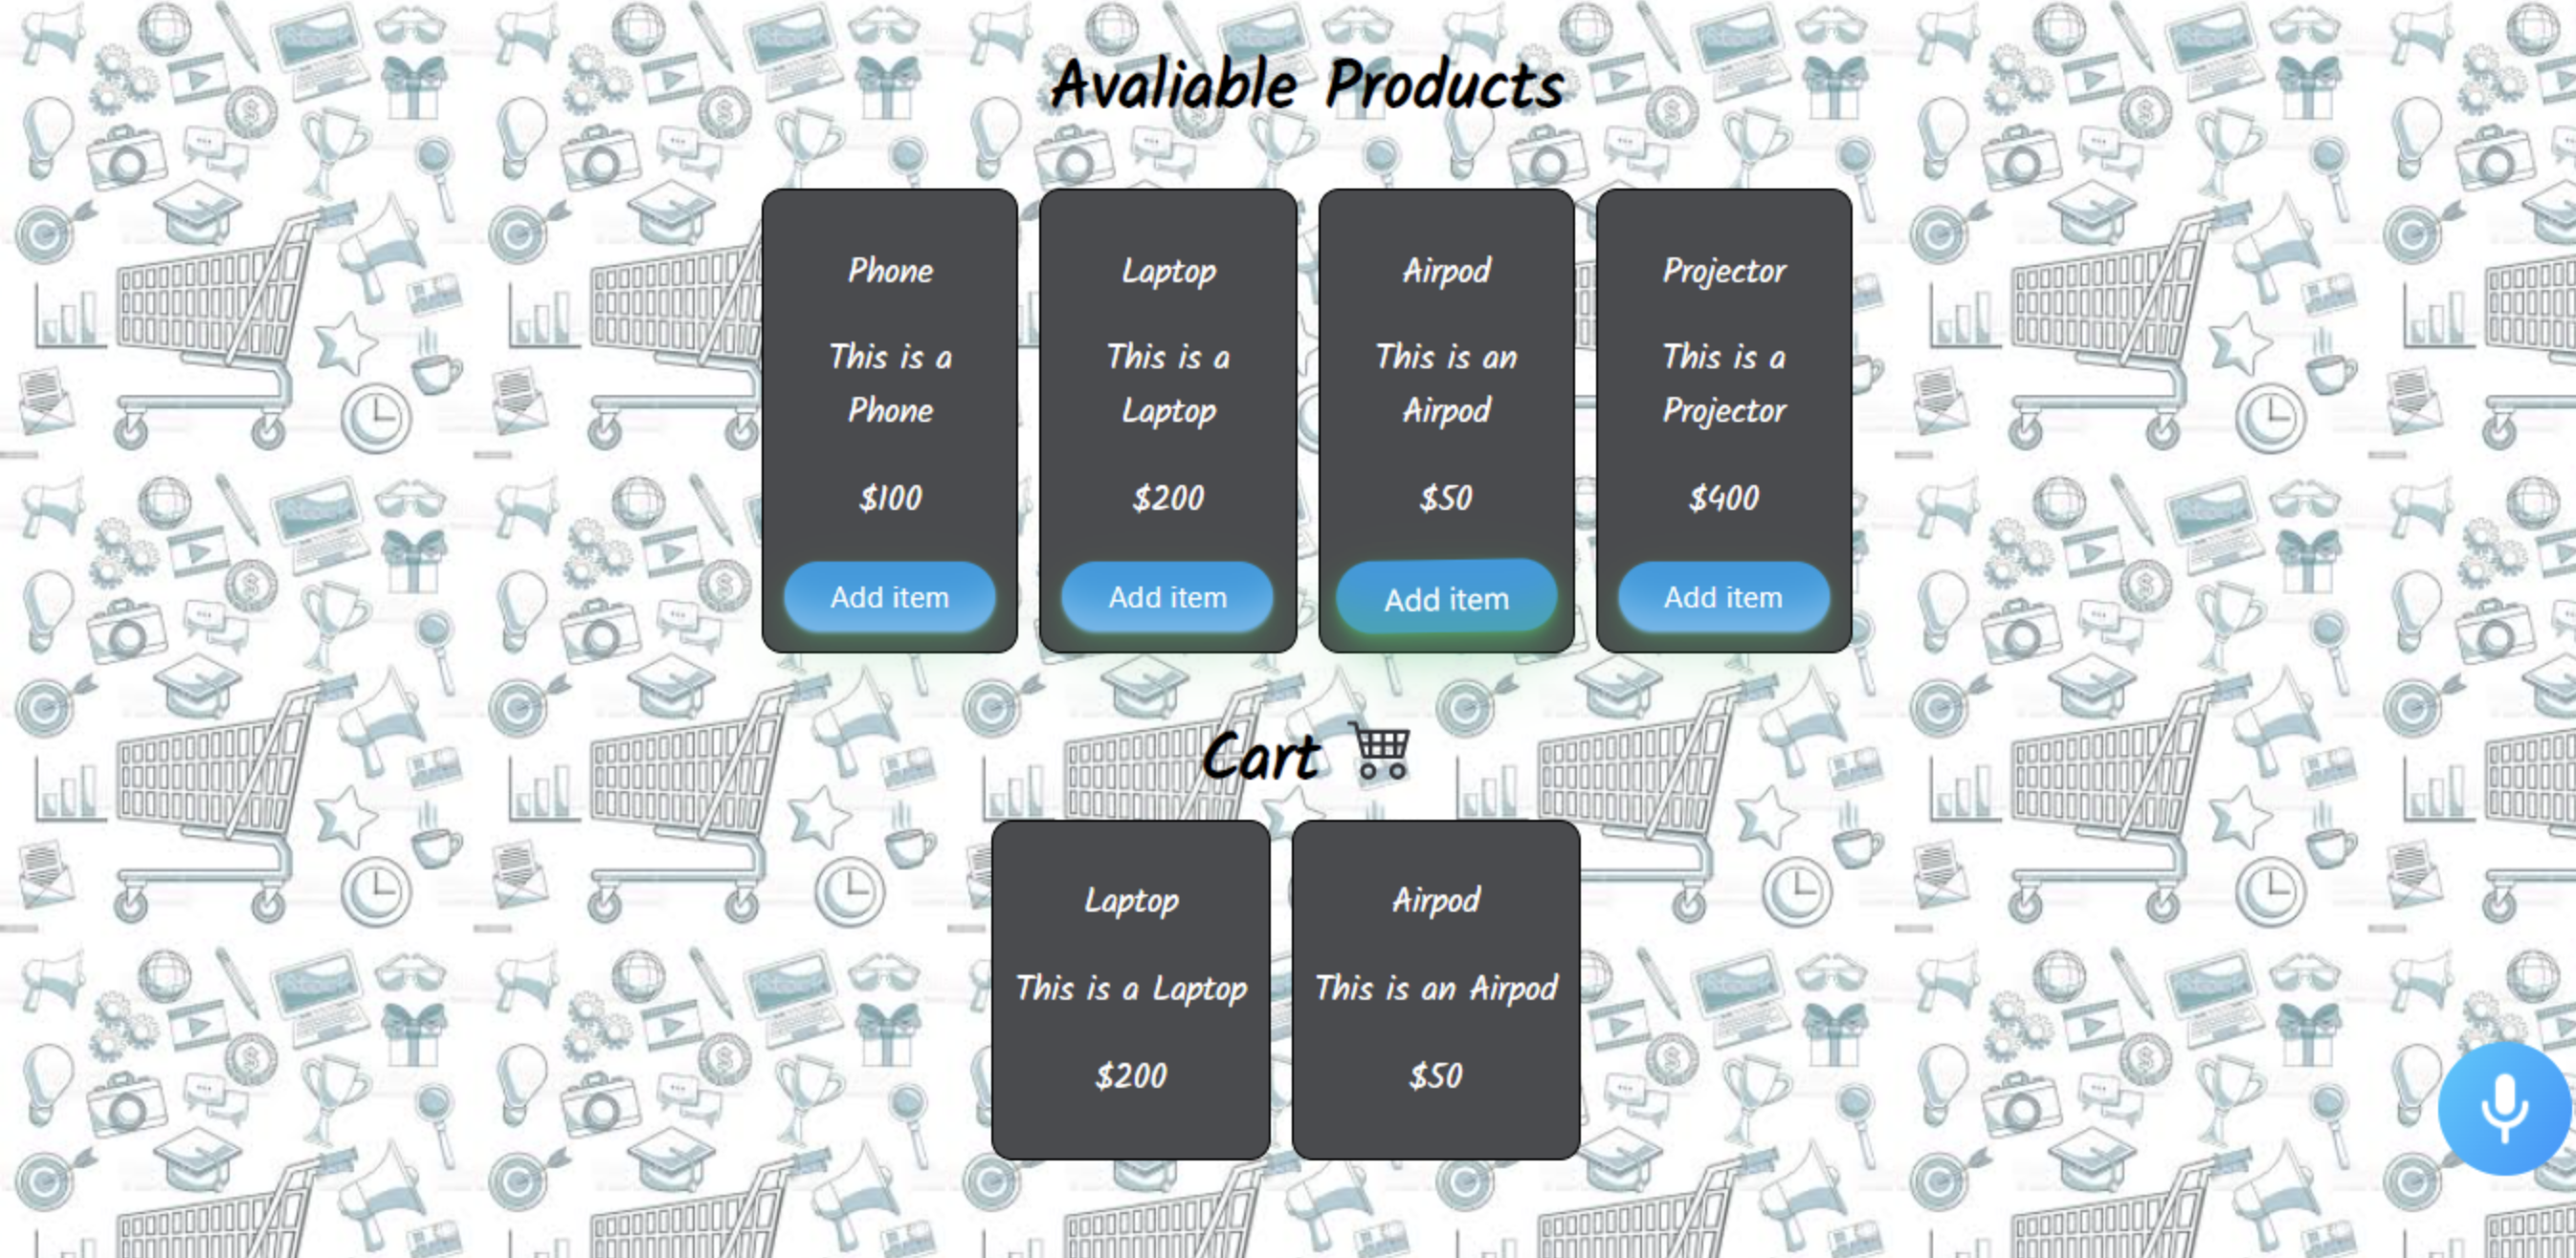 Avaliable Products
Phone
This is a
Phone
$100
Add item
Laptop
This is a
Laptop
$200
Add item
Airpod
This is an
Airpod
$50
Add item
Projector
This is a
Projector
$400
Add item
Cart
Laptop
This is a Laptop
$200
Airpod
This is an Airpod
$50